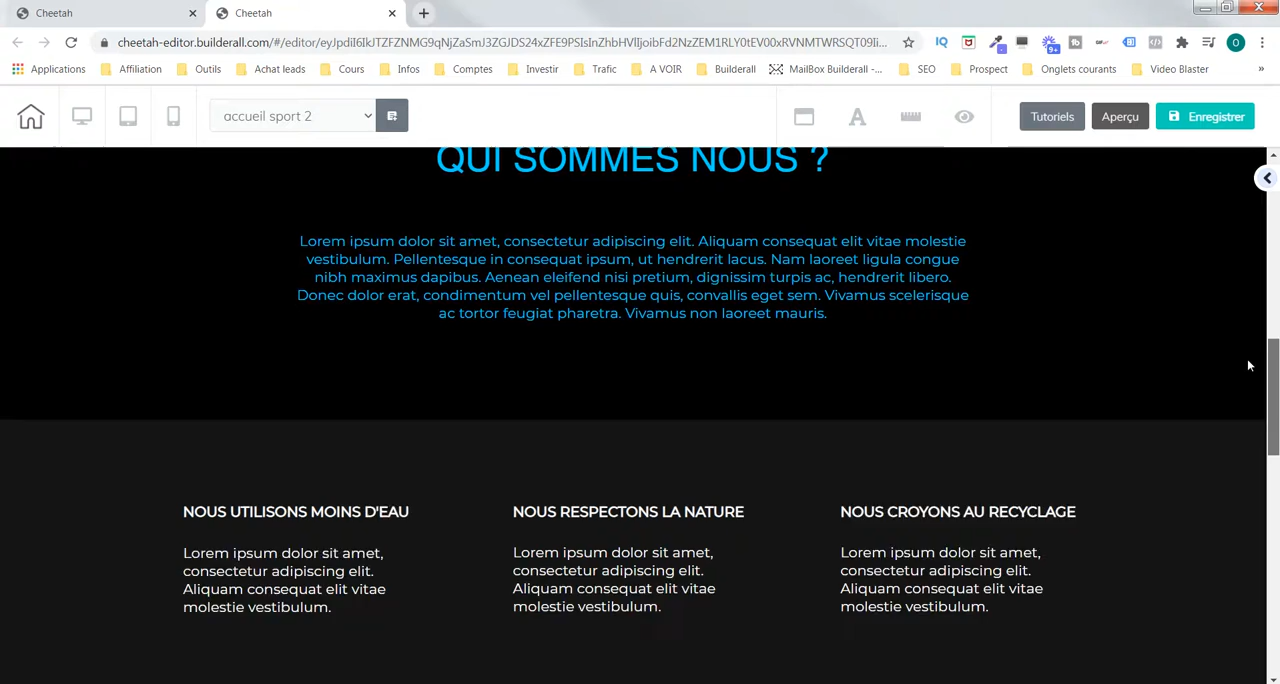 Cheetah
Cheetah
cheetah-editor.builderall.com/#/editor/eyJpdiI6IkJTZFZNMG9qNjZaSmJ3ZGJDS24xZFE9PSIsInZhbHVlIjoibFd2NzZEM1RLY0tEV00xRVNMTWRSQT09Ii...
Applications Affiliation Outils Achat leads Cours Infos Comptes Investir Trafic A VOIR Builderall MailBox Builderall -... SEO Prospect Onglets courants Video Blaster »
accueil sport 2
Tutoriels Aperçu Enregistrer
QUI SOMMES NOUS ?
Lorem ipsum dolor sit amet, consectetur adipiscing elit. Aliquam consequat elit vitae molestie
vestibulum. Pellentesque in consequat ipsum, ut hendrerit lacus. Nam laoreet ligula congue
nibh maximus dapibus. Aenean eleifend nisi pretium, dignissim turpis ac, hendrerit libero.
Donec dolor erat, condimentum vel pellentesque quis, convallis eget sem. Vivamus scelerisque
ac tortor feugiat pharetra. Vivamus non laoreet mauris.
NOUS UTILISONS MOINS D'EAU
Lorem ipsum dolor sit amet,
consectetur adipiscing elit.
Aliquam consequat elit vitae
molestie vestibulum.
NOUS RESPECTONS LA NATURE
Lorem ipsum dolor sit amet,
consectetur adipiscing elit.
Aliquam consequat elit vitae
molestie vestibulum.
NOUS CROYONS AU RECYCLAGE
Lorem ipsum dolor sit amet,
consectetur adipiscing elit.
Aliquam consequat elit vitae
molestie vestibulum.